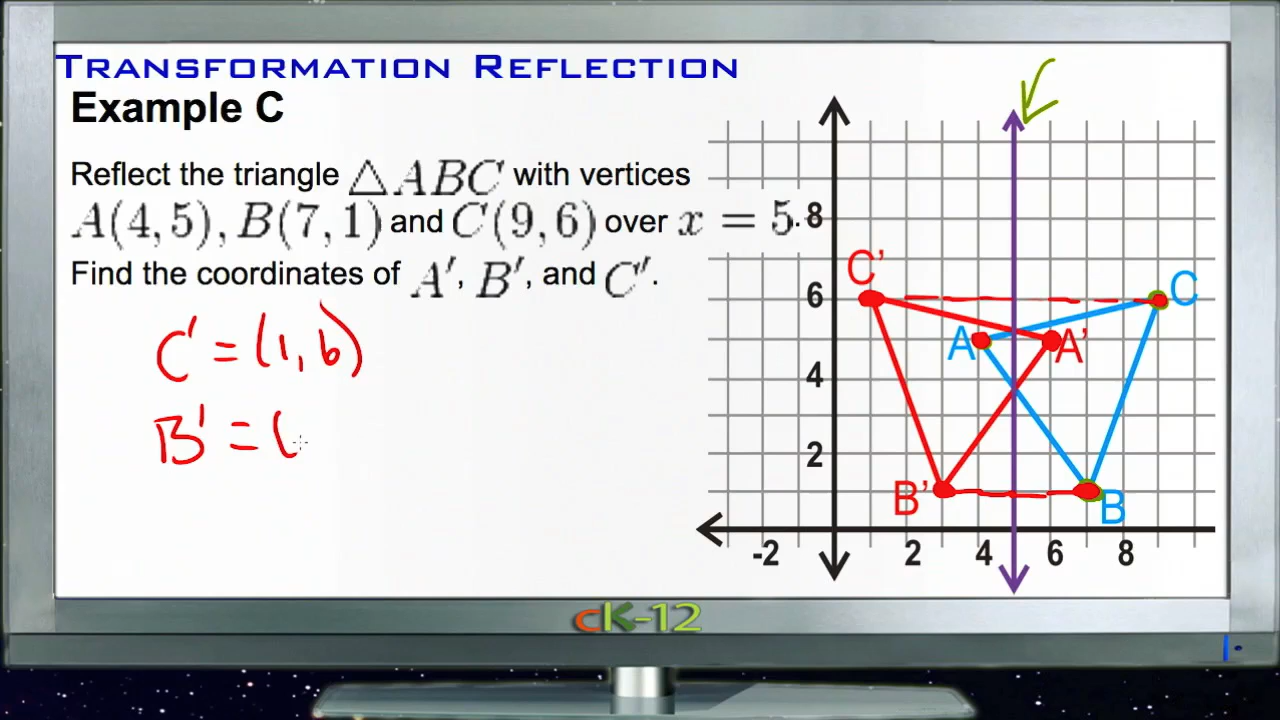 TRANSFORMATION REFLECTION
Example C
Reflect the triangle △ABC with vertices
A(4, 5), B(7, 1) and C(9, 6) over x = 5.
Find the coordinates of A′, B′, and C′.
C' = (1, 6)
B' = (
8
6
4
2
-2 2 4 6 8
C'
C
A
A'
B'
B
cK-12